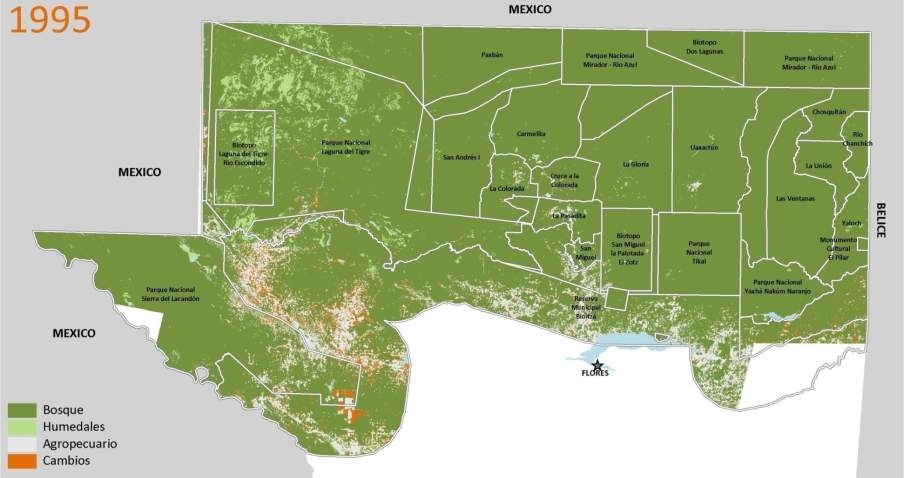 1995
MEXICO
Paxbán
Parque Nacional
Mirador - Rio Azul
Biotopo
Dos Lagunas
Parque Nacional
Mirador - Rio Azul
Biotopo
Laguna del Tigre-
Rio Escondido
Parque Nacional
Laguna del Tigre
San Andrés I
Carmelita
La Colorada
Cruce a la
Colorada
La Gloria
Uaxactún
Chosquitán
Rio
Chanchich
La Unión
Las Ventanas
MEXICO
La Pasadita
San
Miguel
Biotopo
San Miguel
la Palotada
El Zotz
Parque
Nacional
Tikal
Yaloch
Monumento
Cultural
El Pilar
BELICE
Parque Nacional
Sierra del Lacandón
Reserva
Municipal
Bioitzá
Parque Nacional
Yaxhá Nakúm Naranjo
MEXICO
FLORES
Bosque
Humedales
Agropecuario
Cambios